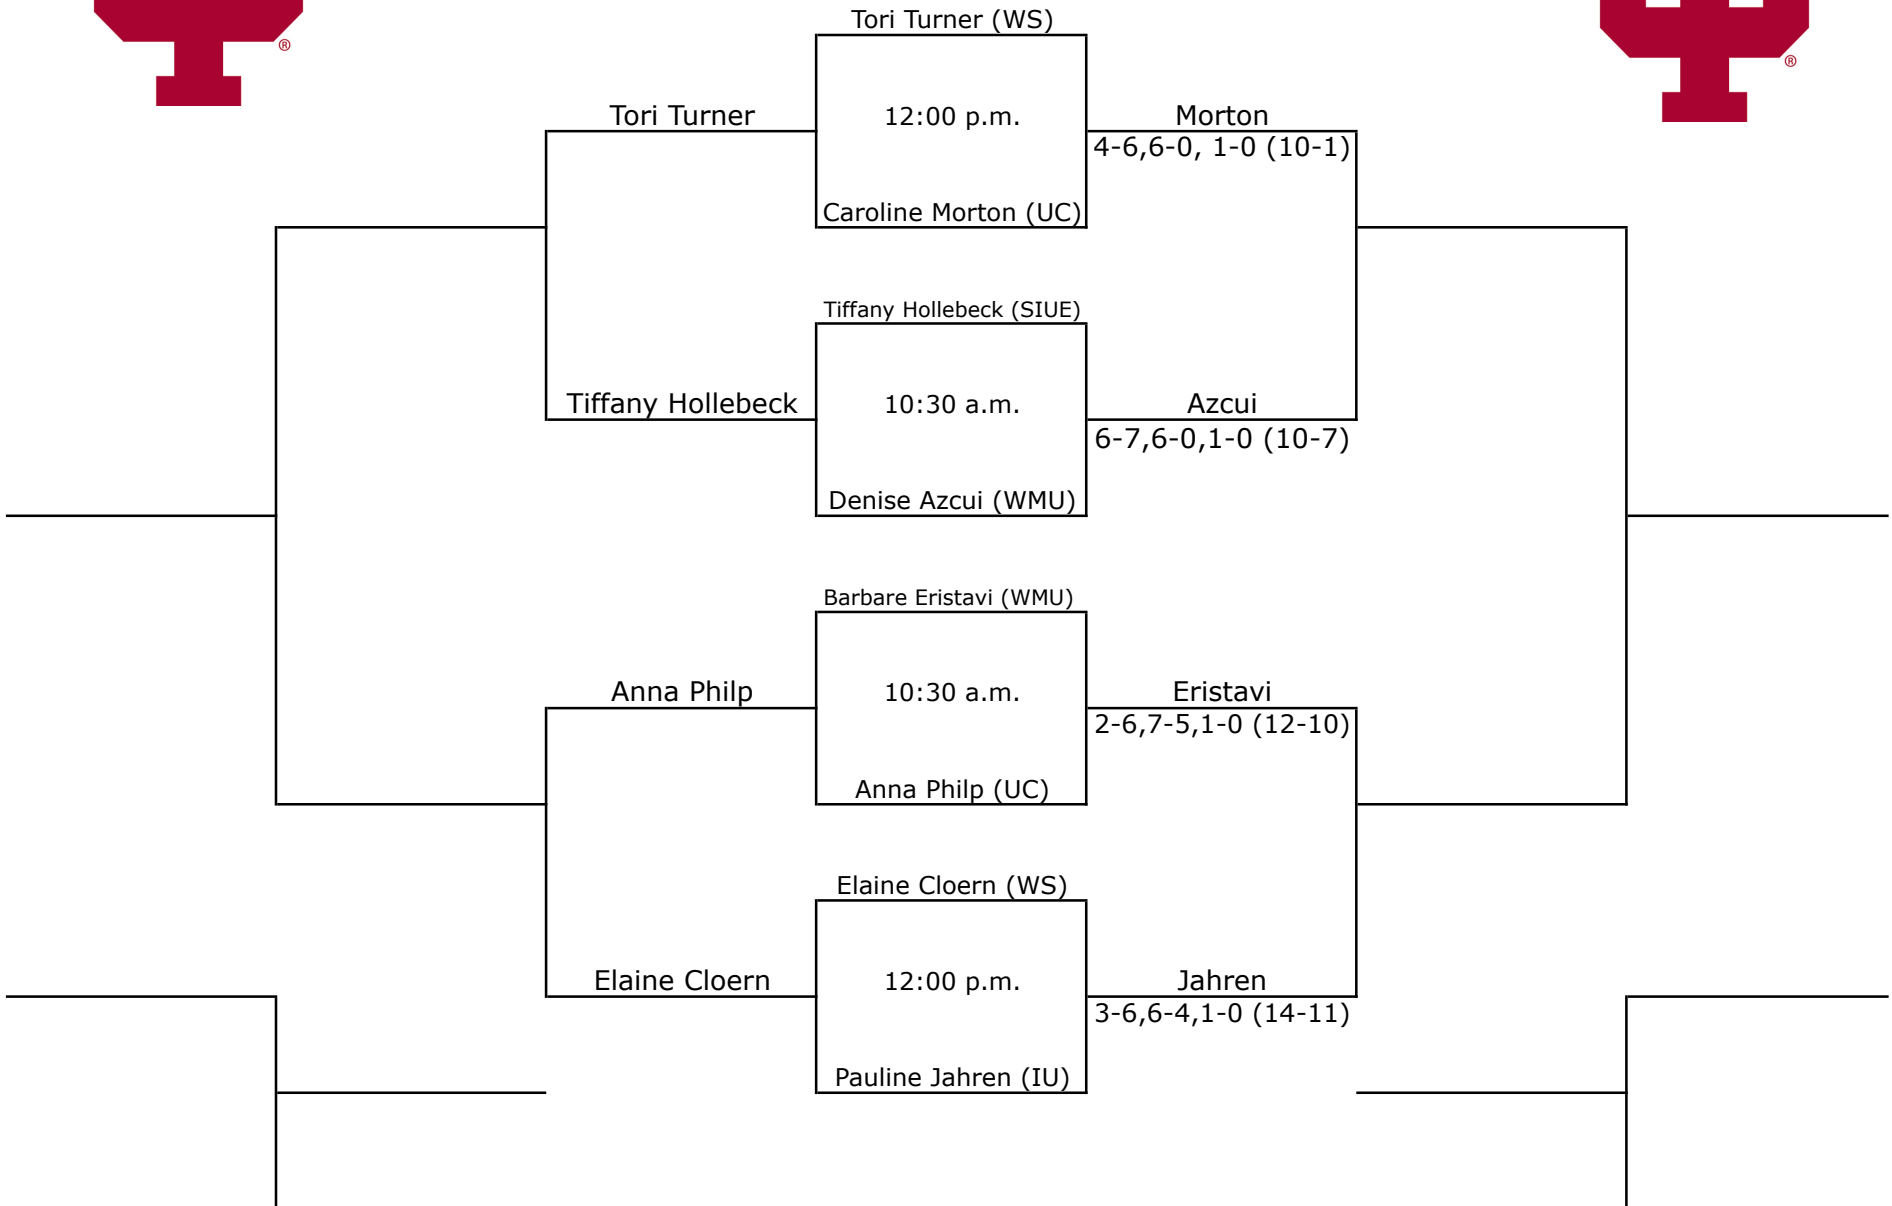 Tori Turner (WS)
Tori Turner
12:00 p.m.
Morton
4-6,6-0, 1-0 (10-1)
Caroline Morton (UC)
Tiffany Hollebeck (SIUE)
Tiffany Hollebeck
10:30 a.m.
Azcui
6-7,6-0,1-0 (10-7)
Denise Azcui (WMU)
Barbare Eristavi (WMU)
Anna Philp
10:30 a.m.
Eristavi
2-6,7-5,1-0 (12-10)
Anna Philp (UC)
Elaine Cloern (WS)
Elaine Cloern
12:00 p.m.
Jahren
3-6,6-4,1-0 (14-11)
Pauline Jahren (IU)
®
®